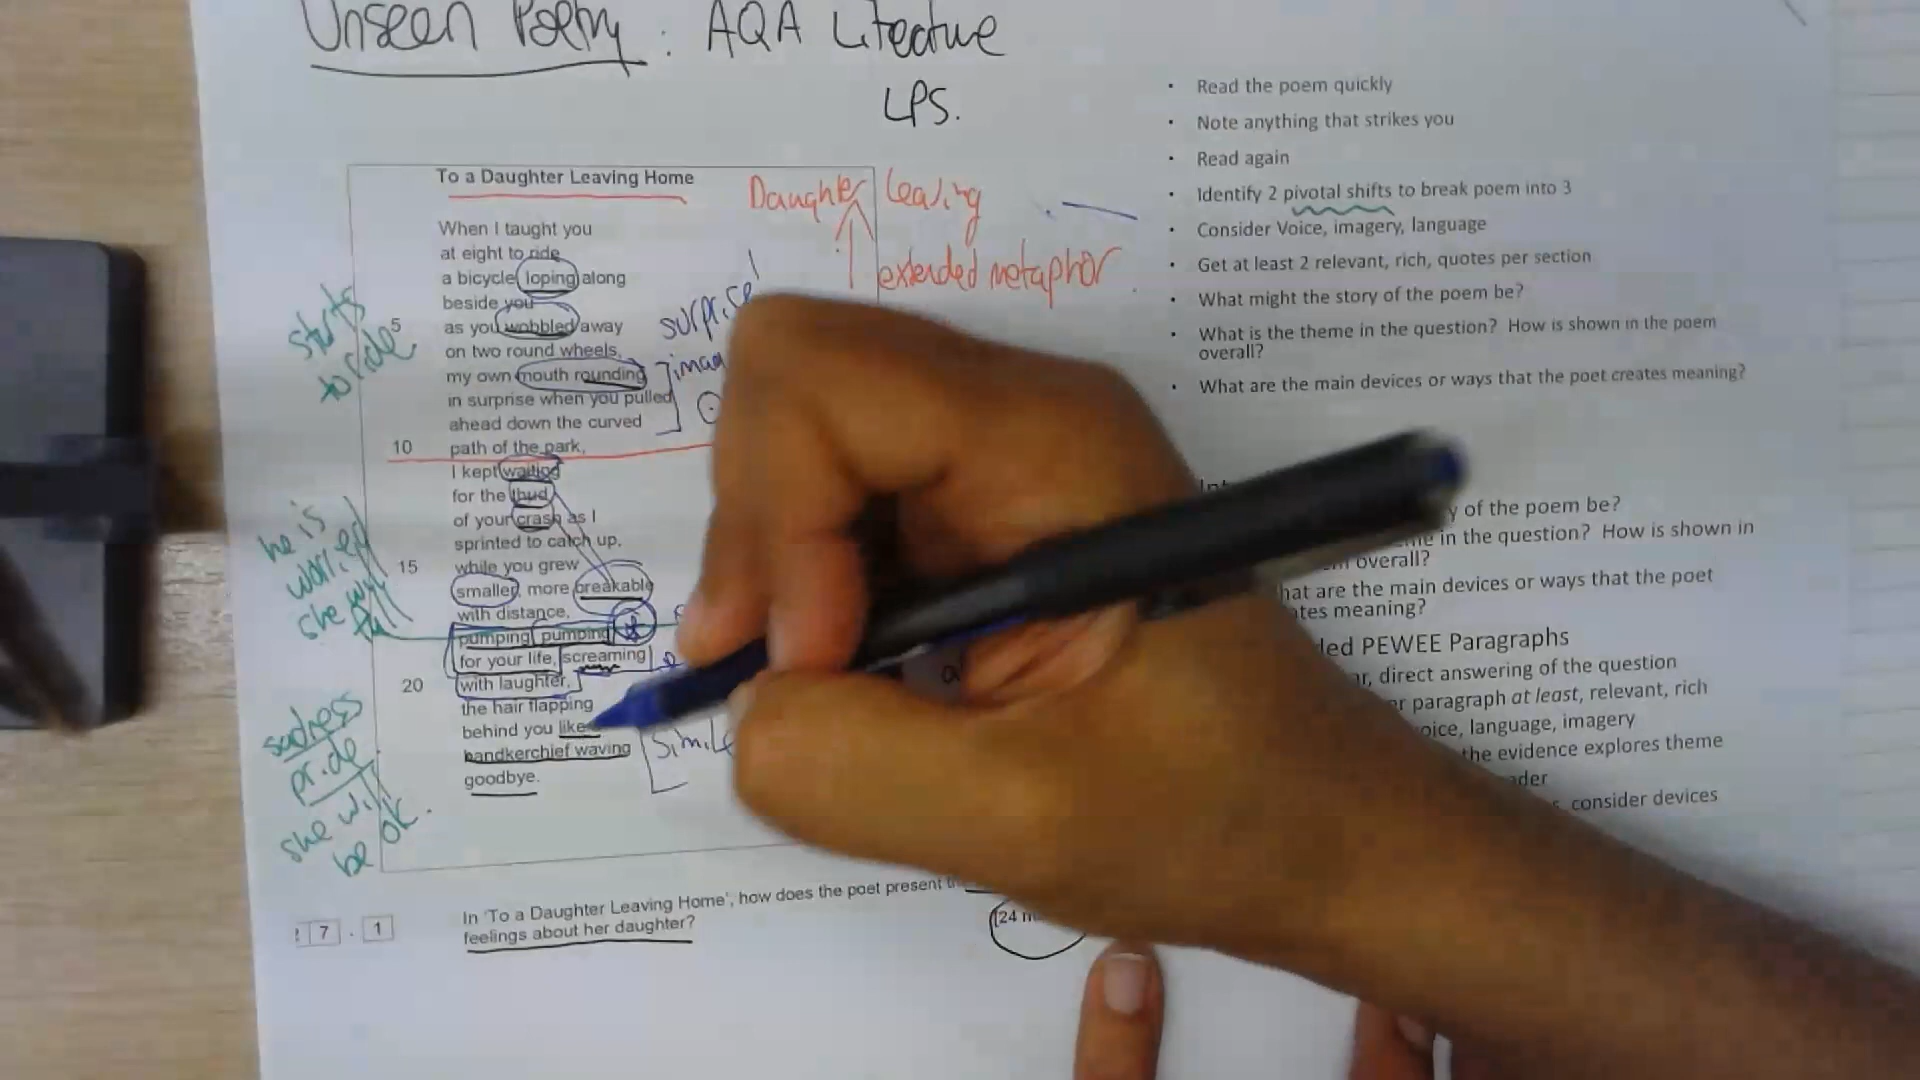 Unseen Poetry : AQA Literature
LPS.
To a Daughter Leaving Home
Daughter Leaving
extended metaphor
When I taught you
at eight to ride
a bicycle loping along
beside you
5 as you wobbled away
on two round wheels,
my own mouth rounding
in surprise when you pulled
ahead down the curved
10 path of the park,
I kept waiting
for the thud
of your crash as I
sprinted to catch up,
15 while you grew
smaller, more breakable
with distance,
pumping pumping
for your life, screaming
20 with laughter,
the hair flapping
behind you like
handkerchief waving
goodbye.
starts
to ride
surprise!
he is
worried
she will
fall
sadness
pride
she will
be ok.
Simile
7 . 1
In 'To a Daughter Leaving Home', how does the poet present
feelings about her daughter?
[24
• Read the poem quickly
• Note anything that strikes you
• Read again
• Identify 2 pivotal shifts to break poem into 3
• Consider Voice, imagery, language
• Get at least 2 relevant, rich, quotes per section
• What might the story of the poem be?
• What is the theme in the question? How is shown in the poem
overall?
• What are the main devices or ways that the poet creates meaning?
y of the poem be?
in the question? How is shown in
overall?
hat are the main devices or ways that the poet
tes meaning?
ded PEWEE Paragraphs
direct answering of the question
paragraph at least, relevant, rich
oice, language, imagery
the evidence explores theme
ader
consider devices